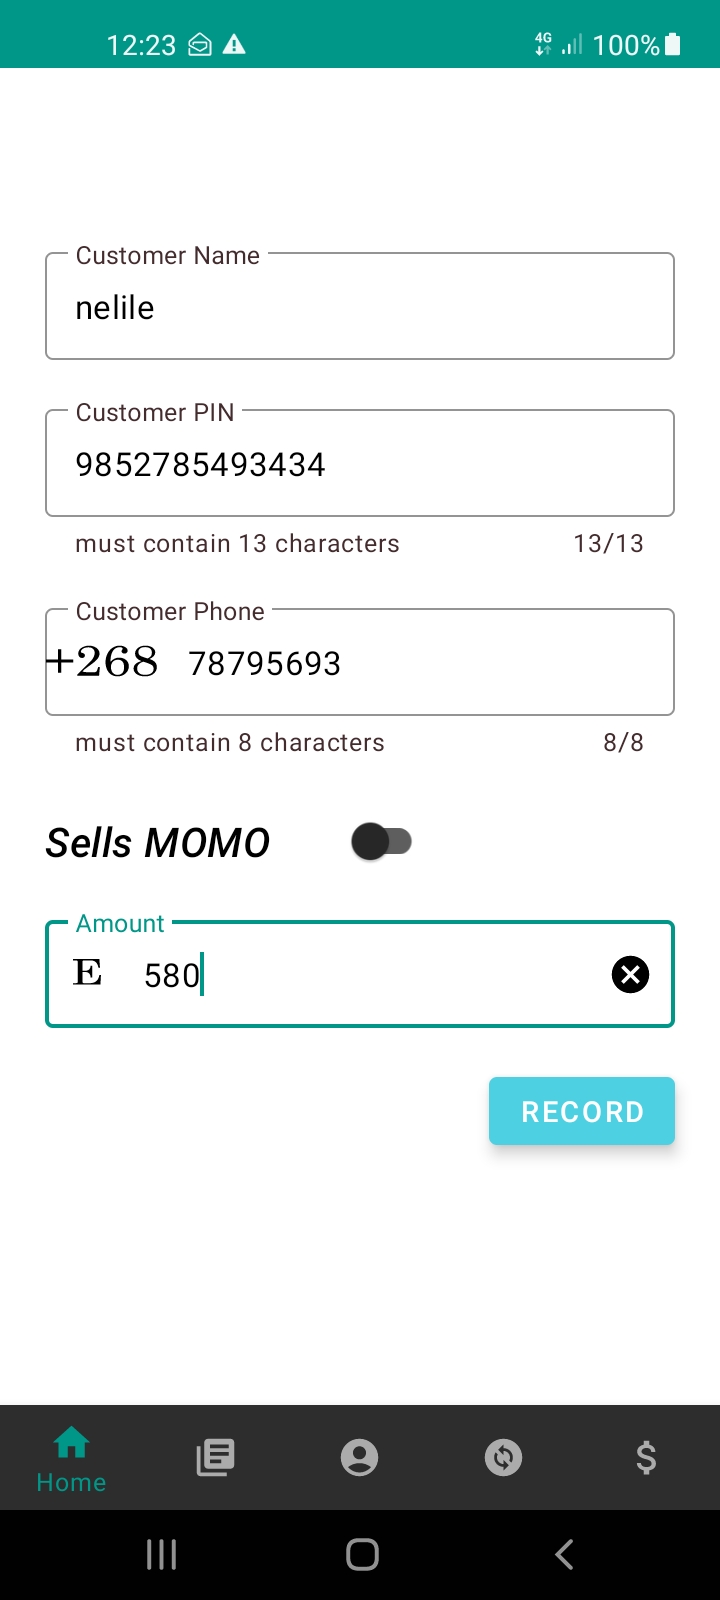 12:23
4G
100%
Customer Name
nelile
Customer PIN
9852785493434
must contain 13 characters 13/13
Customer Phone
+268 78795693
must contain 8 characters 8/8
Sells MOMO
Amount
E 580
RECORD
Home